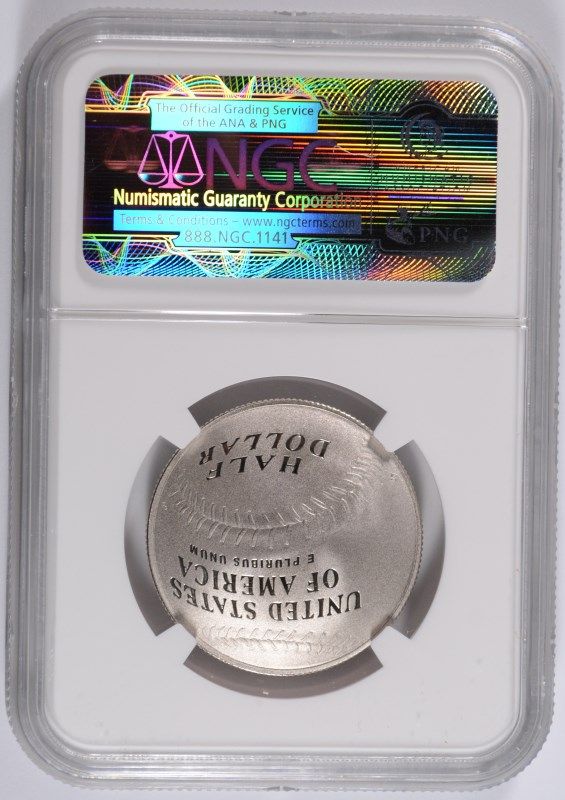 The Official Grading Service
of the ANA & PNG
NGC
Numismatic Guaranty Corporation
Terms & Conditions – www.ngcterms.com
888.NGC.1141
PNG
UNITED STATES
OF AMERICA
E PLURIBUS UNUM
HALF
DOLLAR